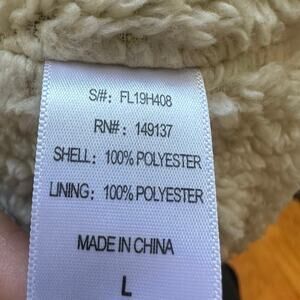 S/#: FL19H408
RN#: 149137
SHELL: 100% POLYESTER
LINING: 100% POLYESTER
MADE IN CHINA
L